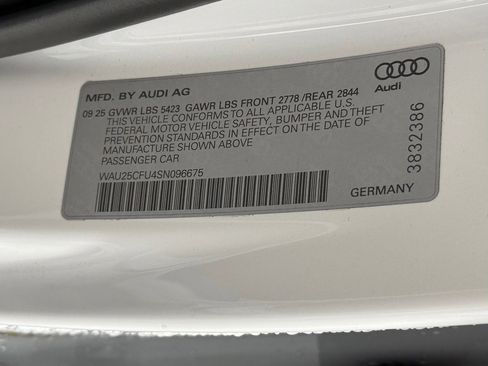 MFD. BY AUDI AG
09 25 GVWR LBS 5423 GAWR LBS FRONT 2778 /REAR 2844
THIS VEHICLE CONFORMS TO ALL APPLICABLE U.S.
FEDERAL MOTOR VEHICLE SAFETY, BUMPER AND THEFT
PREVENTION STANDARDS IN EFFECT ON THE DATE OF
MANUFACTURE SHOWN ABOVE
PASSENGER CAR
WAU25CFU4SN096675
Audi
3832386
GERMANY